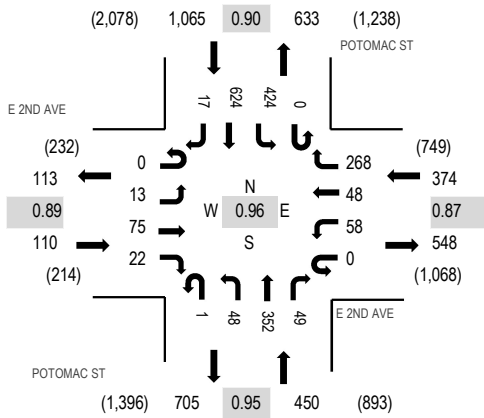 (2,078) 1,065 0.90 633 (1,238)
POTOMAC ST
E 2ND AVE
17 624 424 0
(232) (749)
0 268
113 374
13 N 48
0.89 W 0.96 E 0.87
75 58
110 S 548
22 0
(214) (1,068)
1 48 352 49
E 2ND AVE
POTOMAC ST
(1,396) 705 0.95 450 (893)